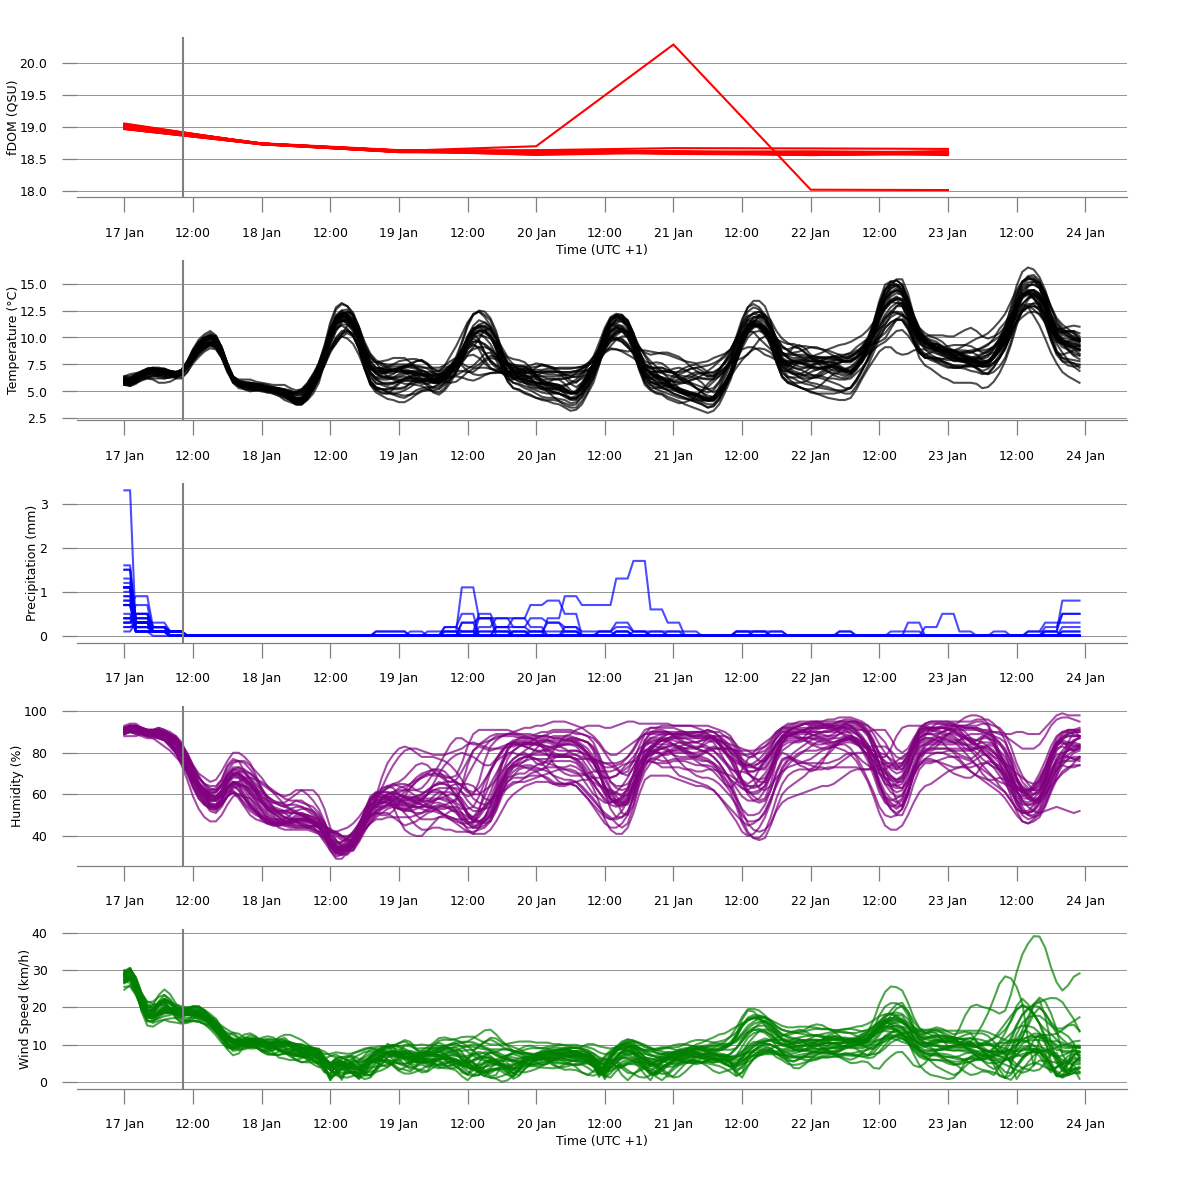 20.0
19.5
19.0
18.5
18.0
fDOM (QSU)
17 Jan 12:00 18 Jan 12:00 19 Jan 12:00 20 Jan 12:00 21 Jan 12:00 22 Jan 12:00 23 Jan 12:00 24 Jan
Time (UTC +1)
15.0
12.5
10.0
7.5
5.0
2.5
Temperature (°C)
17 Jan 12:00 18 Jan 12:00 19 Jan 12:00 20 Jan 12:00 21 Jan 12:00 22 Jan 12:00 23 Jan 12:00 24 Jan
3
2
1
0
Precipitation (mm)
17 Jan 12:00 18 Jan 12:00 19 Jan 12:00 20 Jan 12:00 21 Jan 12:00 22 Jan 12:00 23 Jan 12:00 24 Jan
100
80
60
40
Humidity (%)
17 Jan 12:00 18 Jan 12:00 19 Jan 12:00 20 Jan 12:00 21 Jan 12:00 22 Jan 12:00 23 Jan 12:00 24 Jan
40
30
20
10
0
Wind Speed (km/h)
17 Jan 12:00 18 Jan 12:00 19 Jan 12:00 20 Jan 12:00 21 Jan 12:00 22 Jan 12:00 23 Jan 12:00 24 Jan
Time (UTC +1)